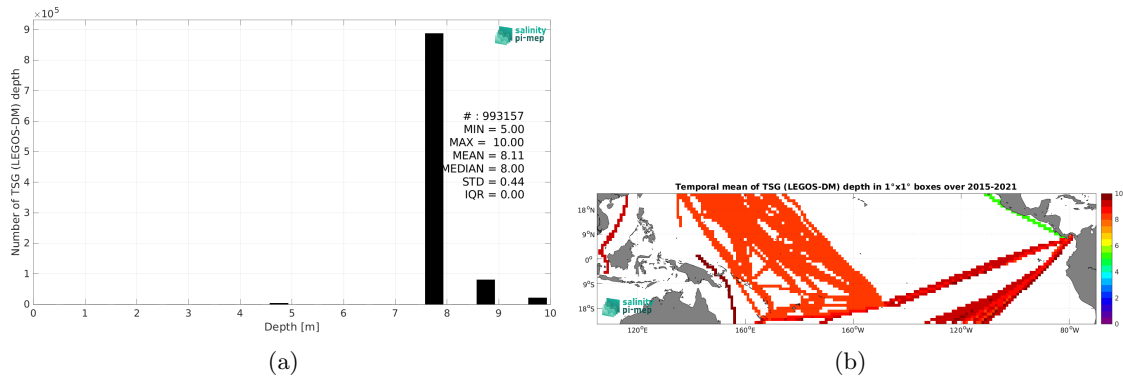 ×10⁵
9
8
7
6
5
4
3
2
1
0
Number of TSG (LEGOS-DM) depth
0 1 2 3 4 5 6 7 8 9 10
Depth [m]
salinity
pi-mep
# : 993157
MIN = 5.00
MAX = 10.00
MEAN = 8.11
MEDIAN = 8.00
STD = 0.44
IQR = 0.00
(a)
Temporal mean of TSG (LEGOS-DM) depth in 1°x1° boxes over 2015-2021
18°N
9°N
0°
9°S
18°S
120°E 160°E 160°W 120°W 80°W
salinity
pi-mep
10
8
6
4
2
0
(b)